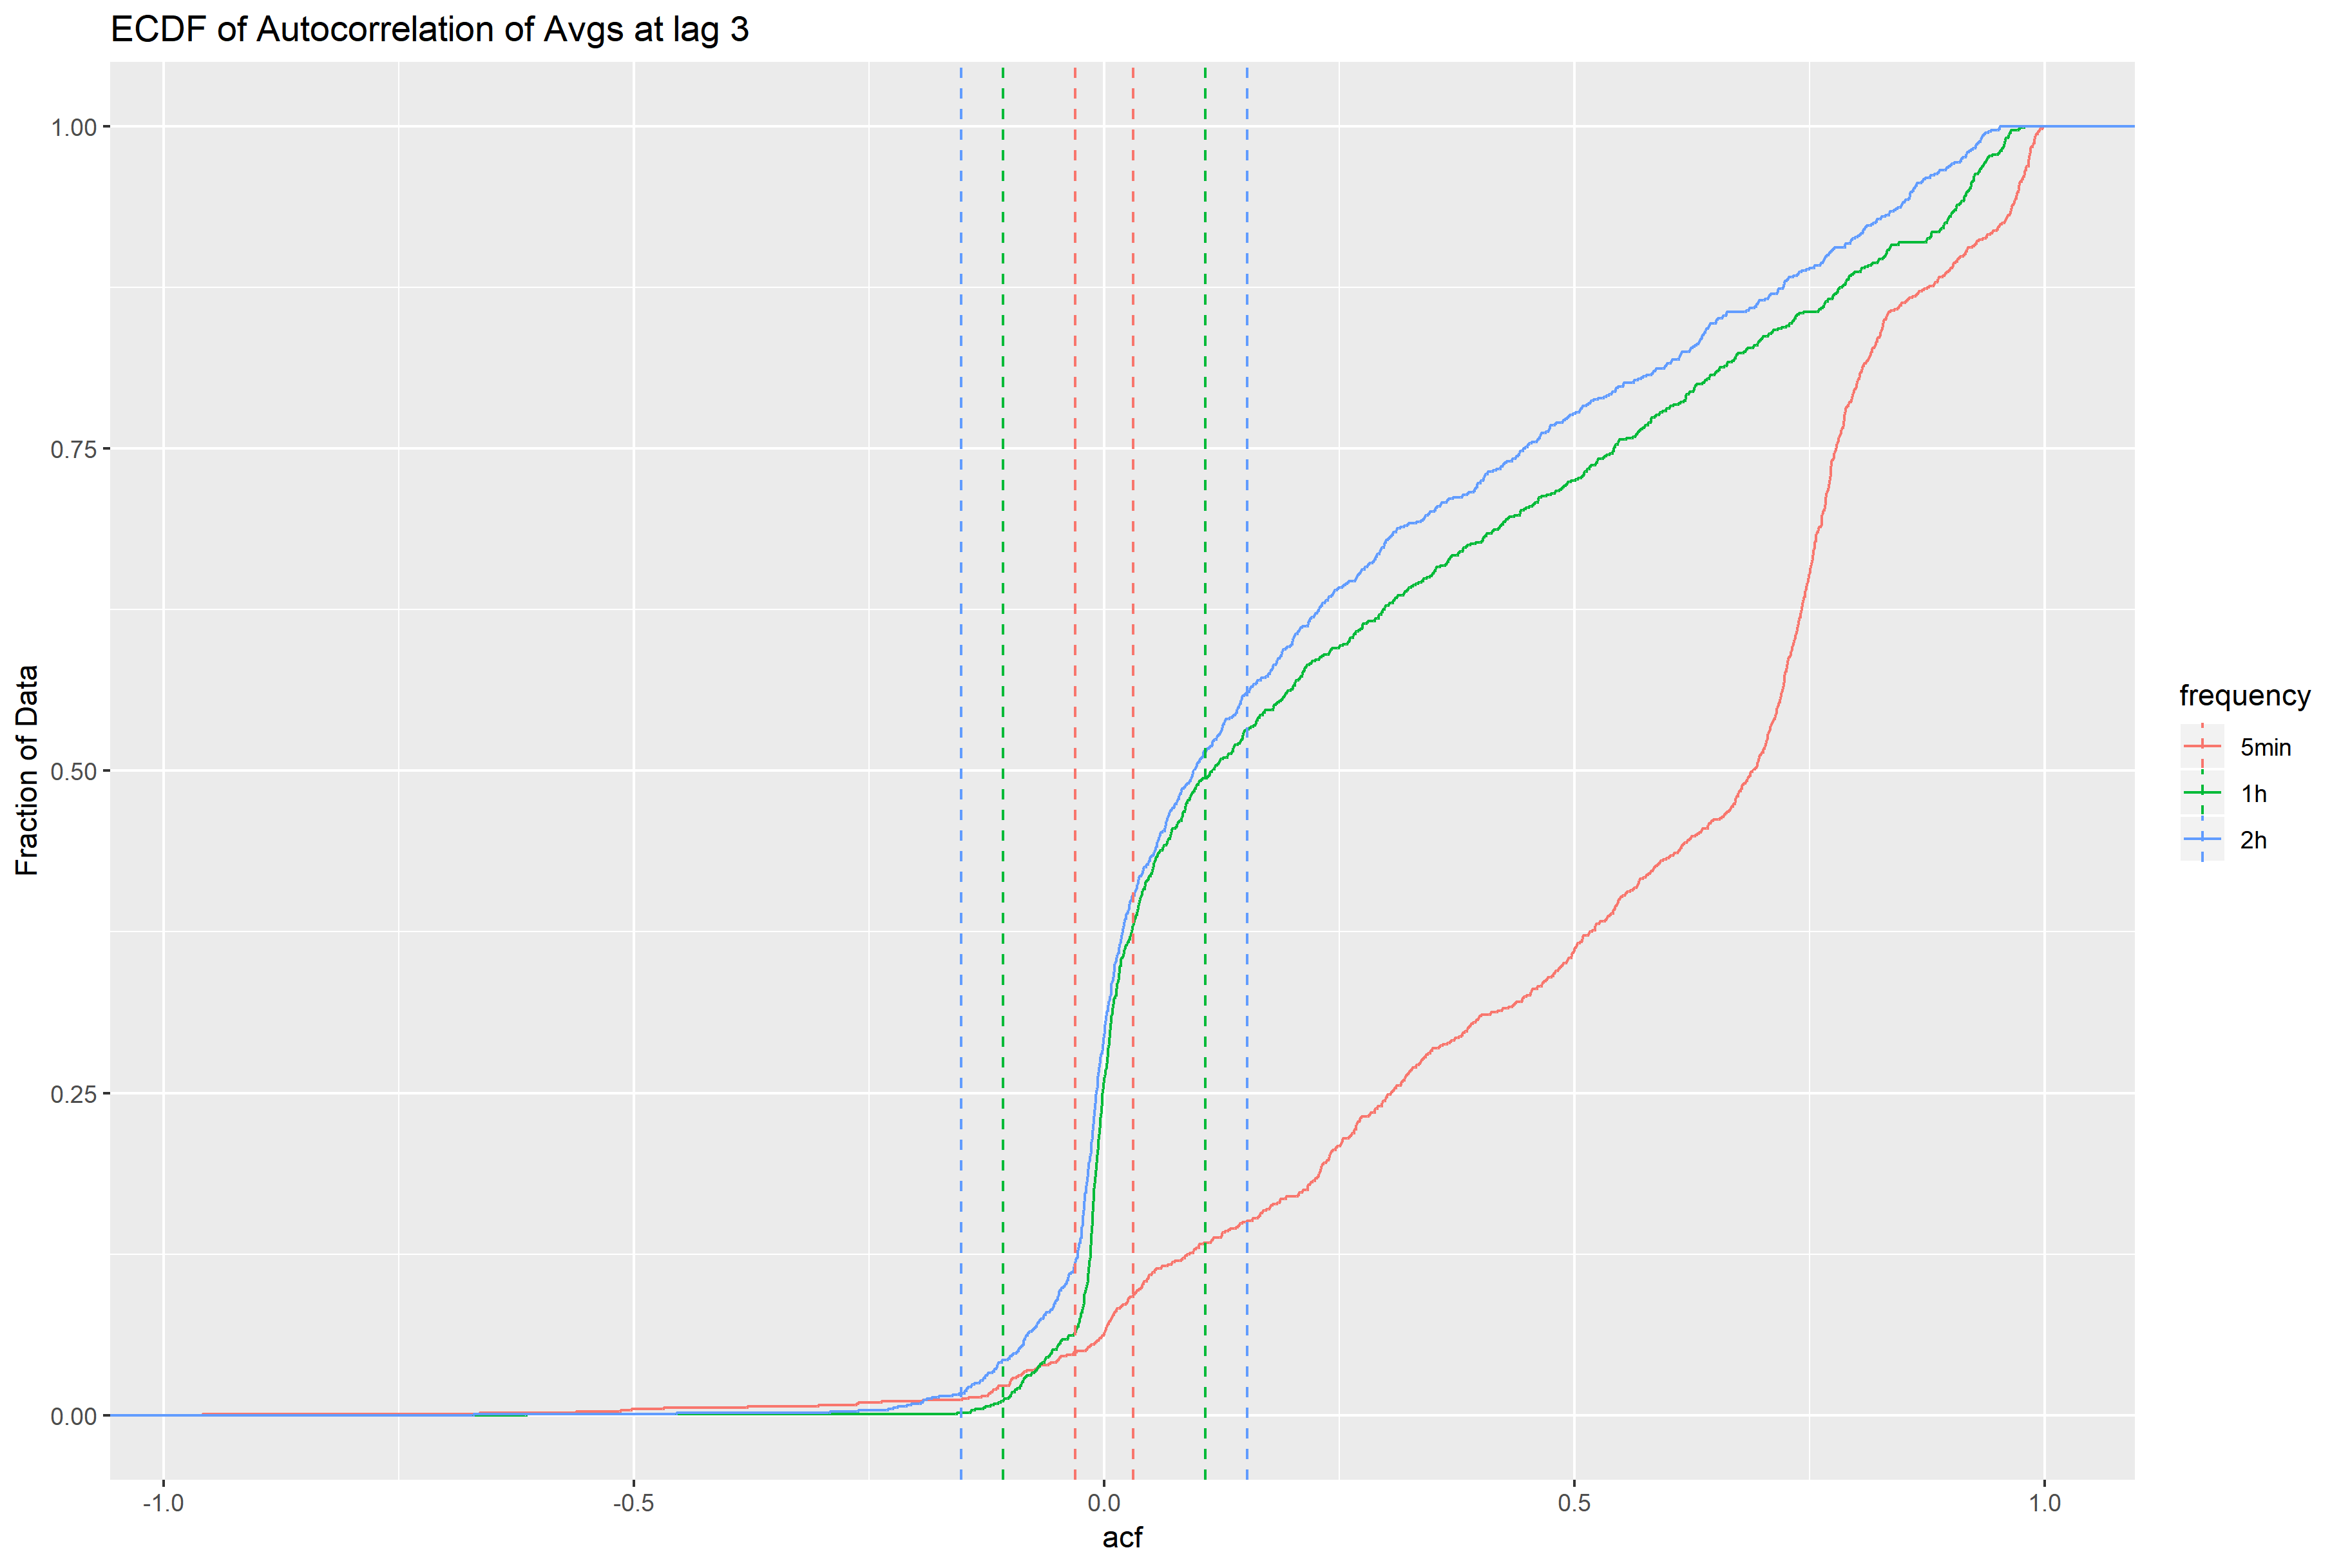 ECDF of Autocorrelation of Avgs at lag 3
1.00
0.75
0.50
0.25
0.00
Fraction of Data
-1.0
-0.5
0.0
0.5
1.0
acf
frequency
5min
1h
2h